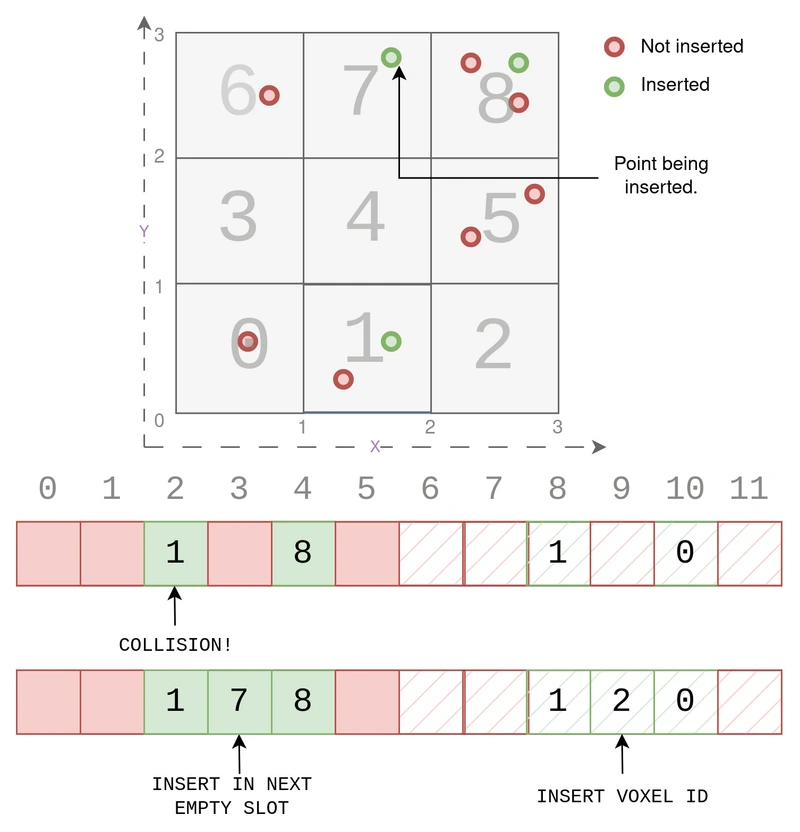 3
Not inserted
Inserted
6 7 8
2
Point being
inserted.
3 4 5
Y
1
0 1 2
0
1 2 3
X
0 1 2 3 4 5 6 7 8 9 10 11
1 8 1 0
COLLISION!
1 7 8 1 2 0
INSERT IN NEXT
EMPTY SLOT
INSERT VOXEL ID